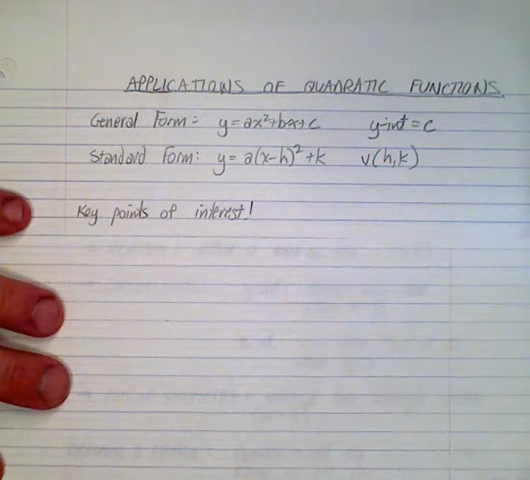 APPLICATIONS OF QUADRATIC FUNCTIONS
General Form: y=ax²+bx+c y-int=c
Standard Form: y=a(x-h)²+k V(h,k)
Key points of interest!